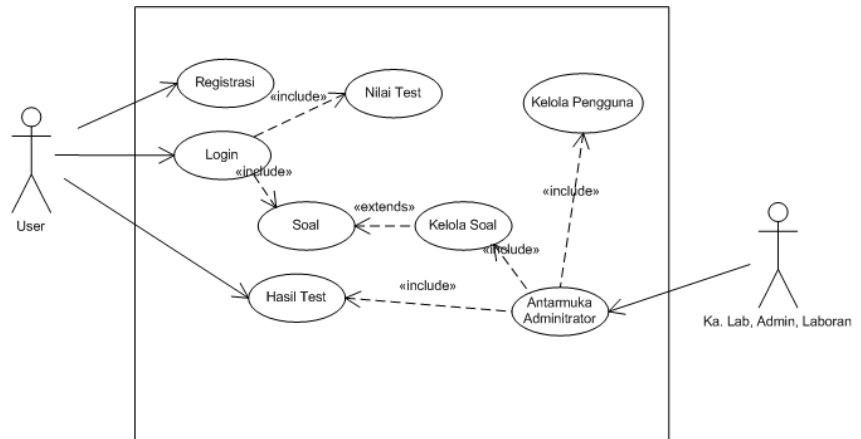 Registrasi
«include»
Nilai Test
Kelola Pengguna
Login
«include»
«include»
User
Soal
«extends»
Kelola Soal
«include»
Hasil Test
«include»
Antarmuka
Adminitrator
Ka. Lab, Admin, Laboran